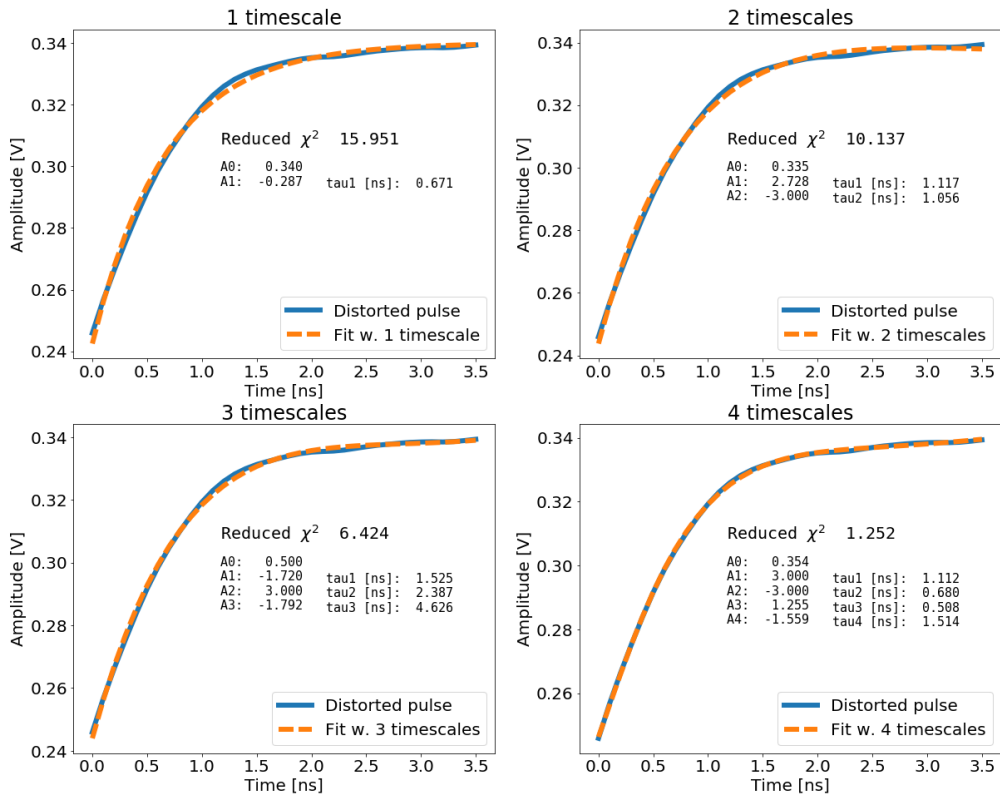 1 timescale
Amplitude [V]
0.34
0.32
0.30
0.28
0.26
0.24
Reduced χ² 15.951
A0: 0.340
A1: -0.287 tau1 [ns]: 0.671
Distorted pulse
Fit w. 1 timescale
0.0 0.5 1.0 1.5 2.0 2.5 3.0 3.5
Time [ns]
2 timescales
Amplitude [V]
0.34
0.32
0.30
0.28
0.26
0.24
Reduced χ² 10.137
A0: 0.335
A1: 2.728 tau1 [ns]: 1.117
A2: -3.000 tau2 [ns]: 1.056
Distorted pulse
Fit w. 2 timescales
0.0 0.5 1.0 1.5 2.0 2.5 3.0 3.5
Time [ns]
3 timescales
Amplitude [V]
0.34
0.32
0.30
0.28
0.26
0.24
Reduced χ² 6.424
A0: 0.500
A1: -1.720 tau1 [ns]: 1.525
A2: 3.000 tau2 [ns]: 2.387
A3: -1.792 tau3 [ns]: 4.626
Distorted pulse
Fit w. 3 timescales
0.0 0.5 1.0 1.5 2.0 2.5 3.0 3.5
Time [ns]
4 timescales
Amplitude [V]
0.34
0.32
0.30
0.28
0.26
Reduced χ² 1.252
A0: 0.354
A1: 3.000 tau1 [ns]: 1.112
A2: -3.000 tau2 [ns]: 0.680
A3: 1.255 tau3 [ns]: 0.508
A4: -1.559 tau4 [ns]: 1.514
Distorted pulse
Fit w. 4 timescales
0.0 0.5 1.0 1.5 2.0 2.5 3.0 3.5
Time [ns]